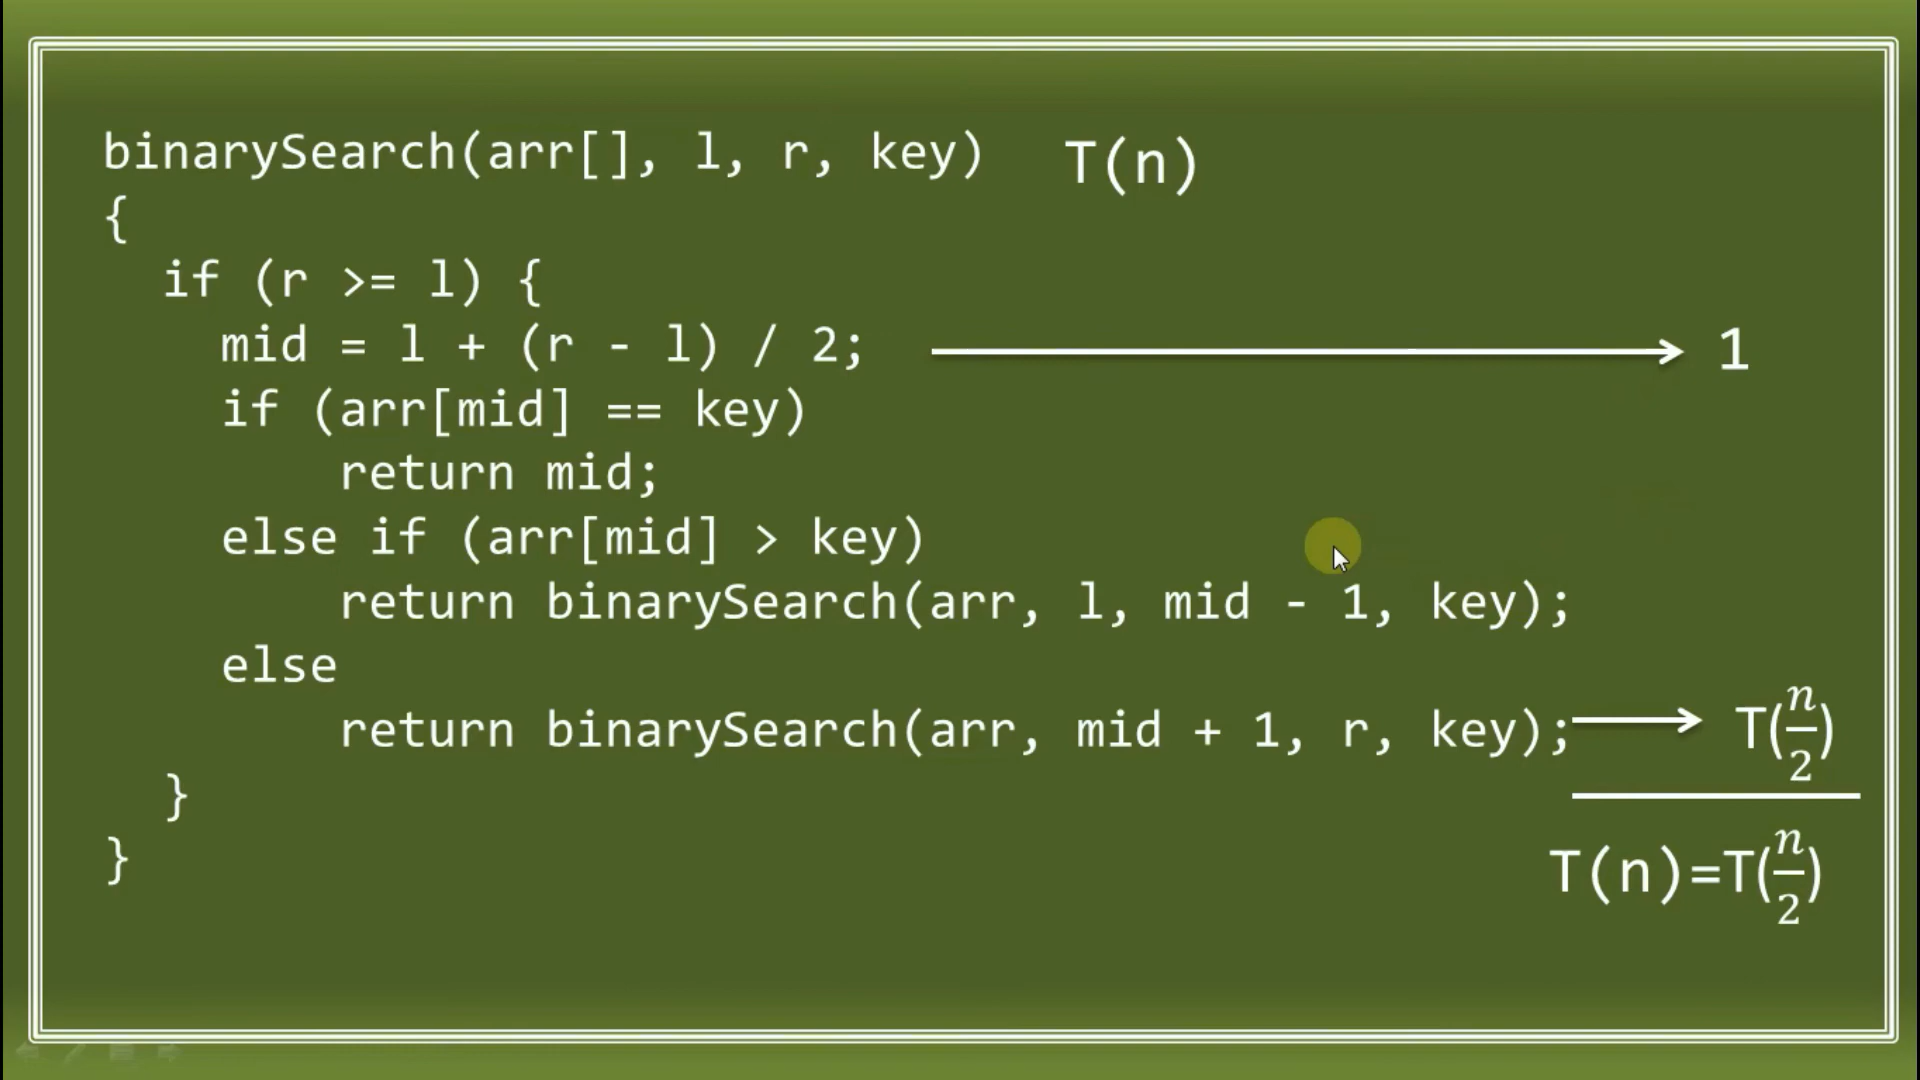 binarySearch(arr[], l, r, key) T(n)
{
if (r >= l) {
mid = l + (r - l) / 2; 1
if (arr[mid] == key)
return mid;
else if (arr[mid] > key)
return binarySearch(arr, l, mid - 1, key);
else
return binarySearch(arr, mid + 1, r, key); T(n/2)
}
}
T(n)=T(n/2)